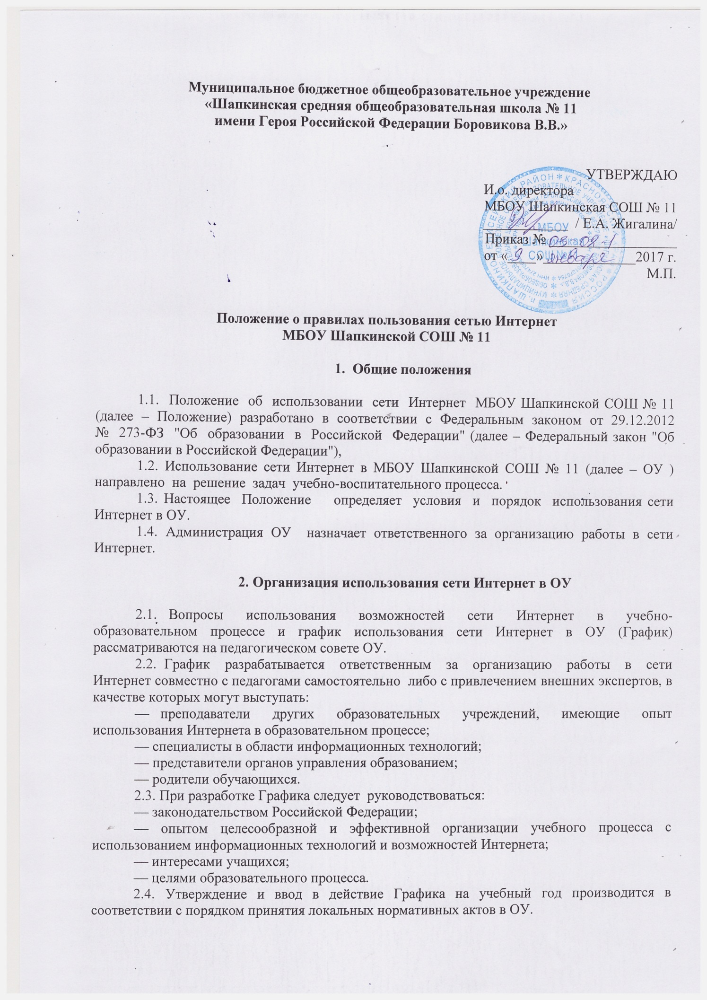 Муниципальное бюджетное общеобразовательное учреждение
«Шапкинская средняя общеобразовательная школа № 11
имени Героя Российской Федерации Боровикова В.В.»
УТВЕРЖДАЮ
И.о. директора
МБОУ Шапкинская СОШ № 11
/ Е.А. Жигалина/
Приказ № 03-02-1
от « 9 » января 2017 г.
М.П.
МБОУ
Шапкинская
СОШ № 11
Положение о правилах пользования сетью Интернет
МБОУ Шапкинской СОШ № 11
1. Общие положения
1.1. Положение об использовании сети Интернет МБОУ Шапкинской СОШ № 11
(далее – Положение) разработано в соответствии с Федеральным законом от 29.12.2012
№ 273-ФЗ "Об образовании в Российской Федерации" (далее – Федеральный закон "Об
образовании в Российской Федерации"),
1.2. Использование сети Интернет в МБОУ Шапкинской СОШ № 11 (далее – ОУ )
направлено на решение задач учебно-воспитательного процесса.
1.3. Настоящее Положение определяет условия и порядок использования сети
Интернет в ОУ.
1.4. Администрация ОУ назначает ответственного за организацию работы в сети
Интернет.
2. Организация использования сети Интернет в ОУ
2.1. Вопросы использования возможностей сети Интернет в учебно-
образовательном процессе и график использования сети Интернет в ОУ (График)
рассматриваются на педагогическом совете ОУ.
2.2. График разрабатывается ответственным за организацию работы в сети
Интернет совместно с педагогами самостоятельно либо с привлечением внешних экспертов, в
качестве которых могут выступать:
— преподаватели других образовательных учреждений, имеющие опыт
использования Интернета в образовательном процессе;
— специалисты в области информационных технологий;
— представители органов управления образованием;
— родители обучающихся.
2.3. При разработке Графика следует руководствоваться:
— законодательством Российской Федерации;
— опытом целесообразной и эффективной организации учебного процесса с
использованием информационных технологий и возможностей Интернета;
— интересами учащихся;
— целями образовательного процесса.
2.4. Утверждение и ввод в действие Графика на учебный год производится в
соответствии с порядком принятия локальных нормативных актов в ОУ.